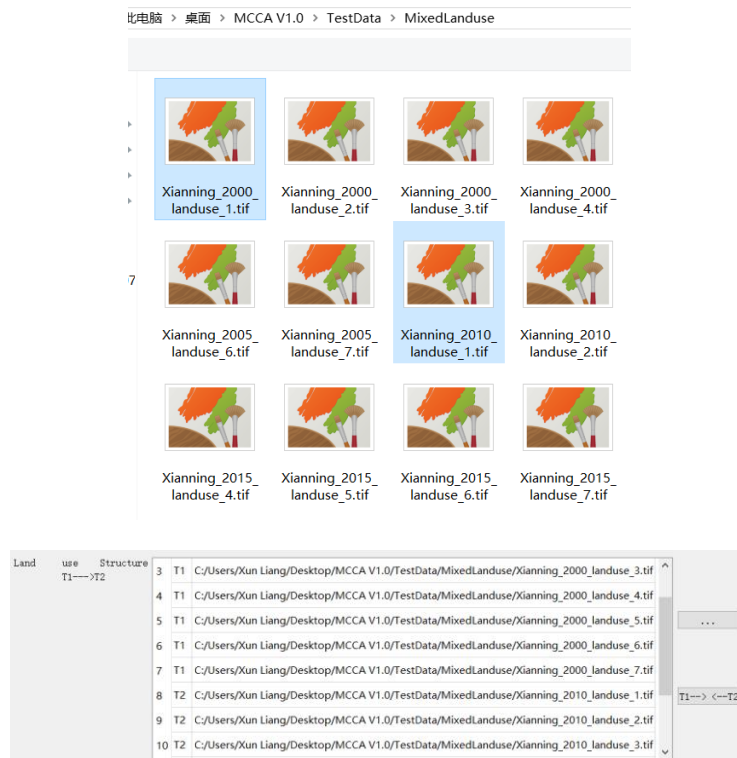 此电脑 > 桌面 > MCCA V1.0 > TestData > MixedLanduse
Xianning_2000_ Xianning_2000_ Xianning_2000_ Xianning_2000_
landuse_1.tif landuse_2.tif landuse_3.tif landuse_4.tif
07
Xianning_2005_ Xianning_2005_ Xianning_2010_ Xianning_2010_
landuse_6.tif landuse_7.tif landuse_1.tif landuse_2.tif
Xianning_2015_ Xianning_2015_ Xianning_2015_ Xianning_2015_
landuse_4.tif landuse_5.tif landuse_6.tif landuse_7.tif
Land use Structure
T1--->T2
3 T1 C:/Users/Xun Liang/Desktop/MCCA V1.0/TestData/MixedLanduse/Xianning_2000_landuse_3.tif
4 T1 C:/Users/Xun Liang/Desktop/MCCA V1.0/TestData/MixedLanduse/Xianning_2000_landuse_4.tif
5 T1 C:/Users/Xun Liang/Desktop/MCCA V1.0/TestData/MixedLanduse/Xianning_2000_landuse_5.tif
...
6 T1 C:/Users/Xun Liang/Desktop/MCCA V1.0/TestData/MixedLanduse/Xianning_2000_landuse_6.tif
7 T1 C:/Users/Xun Liang/Desktop/MCCA V1.0/TestData/MixedLanduse/Xianning_2000_landuse_7.tif
8 T2 C:/Users/Xun Liang/Desktop/MCCA V1.0/TestData/MixedLanduse/Xianning_2010_landuse_1.tif
T1--> <--T2
9 T2 C:/Users/Xun Liang/Desktop/MCCA V1.0/TestData/MixedLanduse/Xianning_2010_landuse_2.tif
10 T2 C:/Users/Xun Liang/Desktop/MCCA V1.0/TestData/MixedLanduse/Xianning_2010_landuse_3.tif